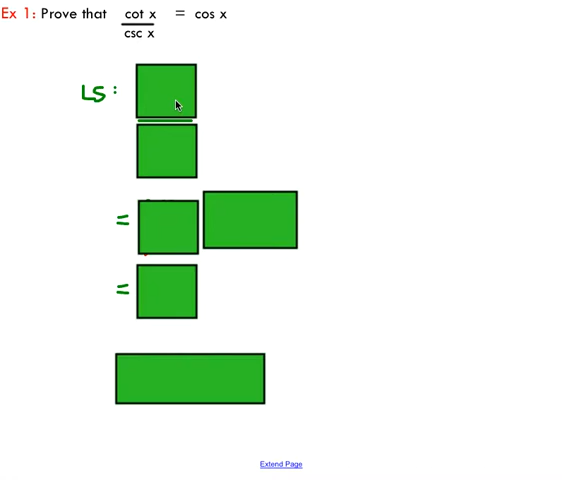 Ex 1: Prove that cot x = cos x
csc x
LS:
=
=
Extend Page